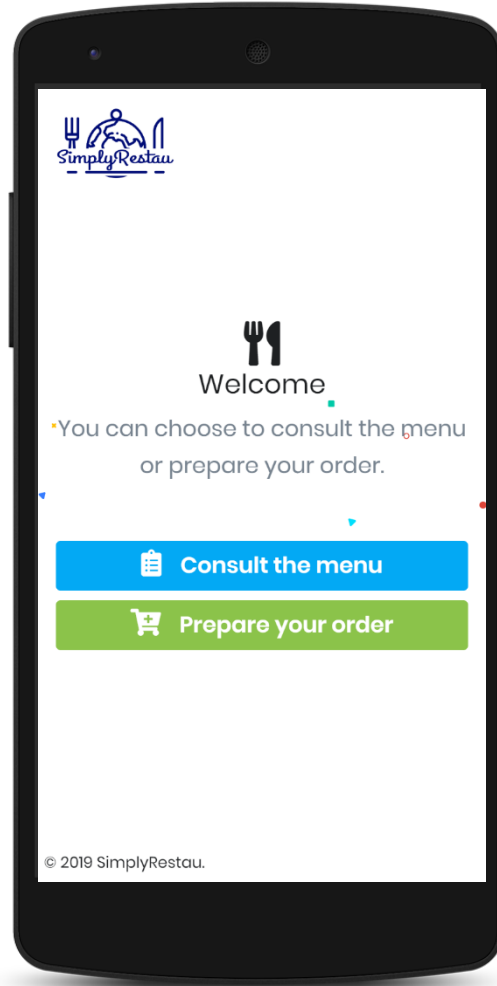 SimplyRestau
Welcome
You can choose to consult the menu
or prepare your order.
Consult the menu
Prepare your order
© 2019 SimplyRestau.